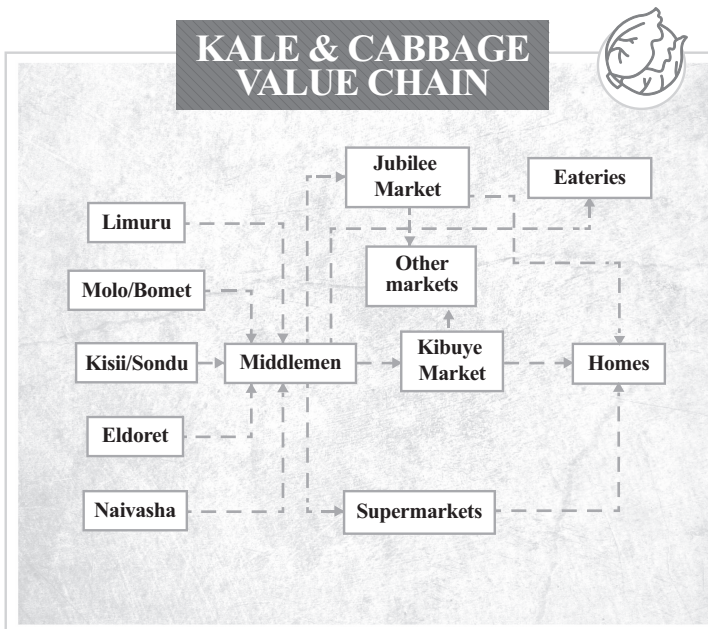 KALE & CABBAGE
VALUE CHAIN
Jubilee
Market
Eateries
Limuru
Other
markets
Molo/Bomet
Kisii/Sondu
Middlemen
Kibuye
Market
Homes
Eldoret
Naivasha
Supermarkets